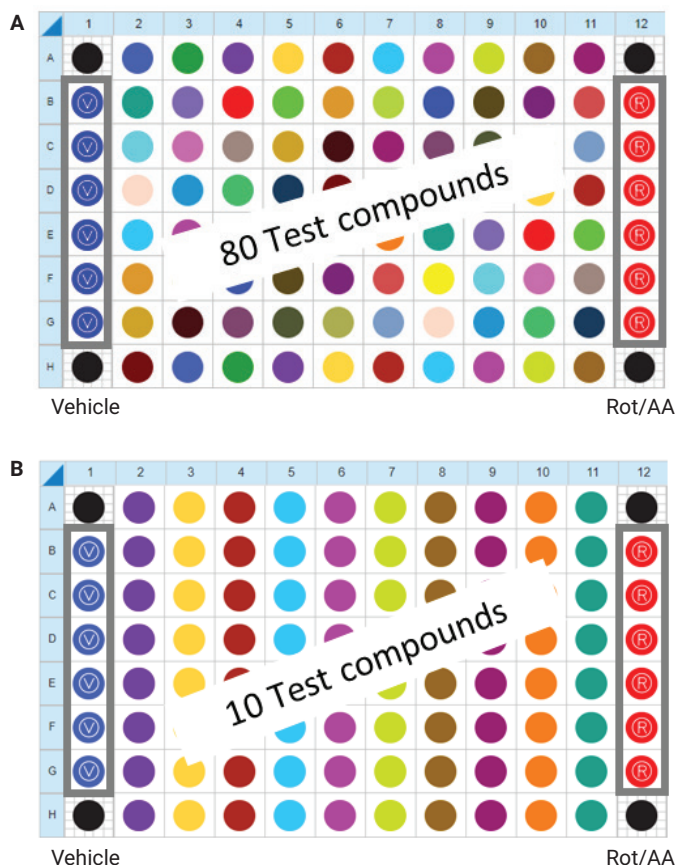 A
1 2 3 4 5 6 7 8 9 10 11 12
A
B V R
C V R
D V R
E V R
F V R
G V R
H
80 Test compounds
Vehicle Rot/AA
B
1 2 3 4 5 6 7 8 9 10 11 12
A
B V R
C V R
D V R
E V R
F V R
G V R
H
10 Test compounds
Vehicle Rot/AA